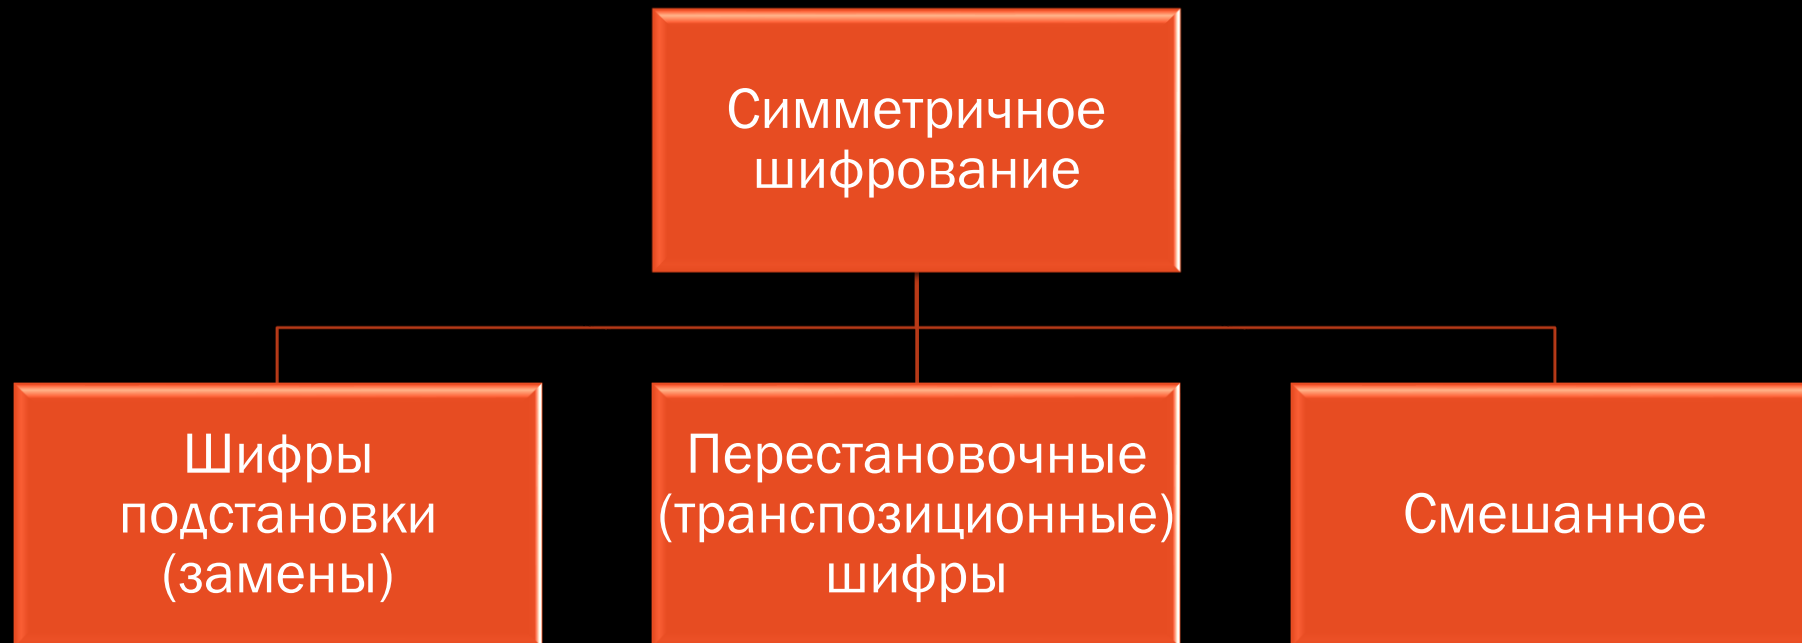 Симметричное
шифрование
Шифры
подстановки
(замены)
Перестановочные
(транспозиционные)
шифры
Смешанное